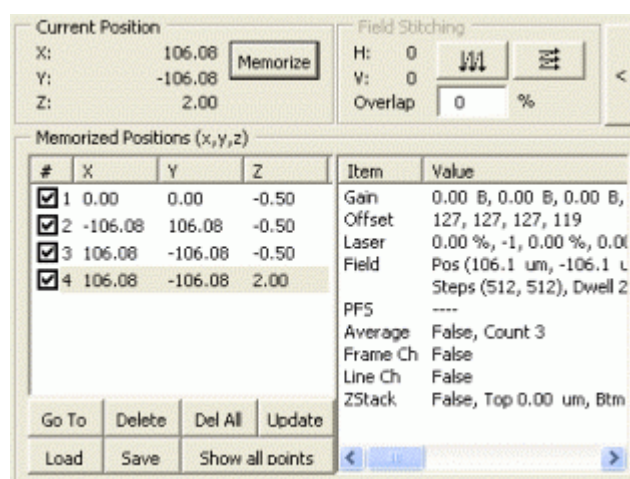 Current Position
X: 106.08
Y: -106.08
Z: 2.00
Memorize
Field Stitching
H: 0
V: 0
Overlap 0 %
<
Memorized Positions (x,y,z)
# X Y Z
1 0.00 0.00 -0.50
2 -106.08 106.08 -0.50
3 106.08 -106.08 -0.50
4 106.08 -106.08 2.00
Go To Delete Del All Update
Load Save Show all points
Item Value
Gain 0.00 B, 0.00 B, 0.00 B,
Offset 127, 127, 127, 119
Laser 0.00 %, -1, 0.00 %, 0.00
Field Pos (106.1 um, -106.1 u
Steps (512, 512), Dwell 2
PFS ----
Average False, Count 3
Frame Ch False
Line Ch False
ZStack False, Top 0.00 um, Btm